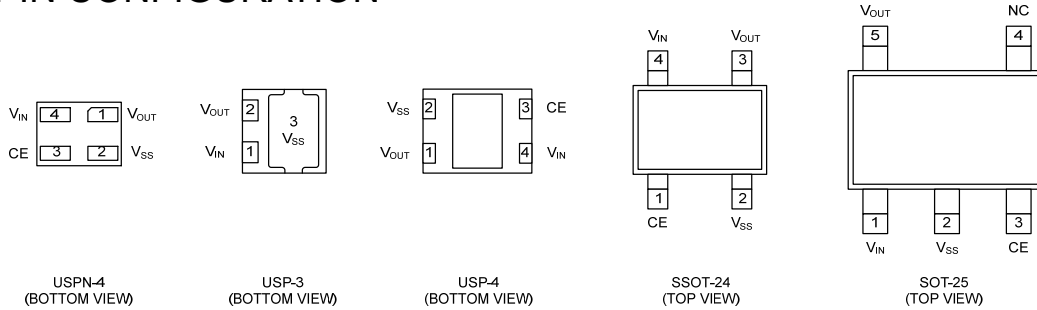 PIN CONFIGURATION
VIN 4 1 VOUT
CE 3 2 VSS
USPN-4
(BOTTOM VIEW)
VOUT 2
3
VSS
VIN 1
USP-3
(BOTTOM VIEW)
VSS 2 3 CE
VOUT 1 4 VIN
USP-4
(BOTTOM VIEW)
VIN VOUT
4 3
1 2
CE VSS
SSOT-24
(TOP VIEW)
VOUT NC
5 4
1 2 3
VIN VSS CE
SOT-25
(TOP VIEW)